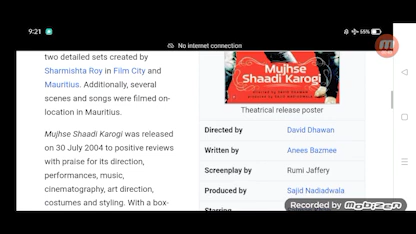 9:21
55%
No internet connection
two detailed sets created by
Sharmishta Roy in Film City and
Mauritius. Additionally, several
scenes and songs were filmed on-
location in Mauritius.
Mujhse Shaadi Karogi was released
on 30 July 2004 to positive reviews
with praise for its direction,
performances, music,
cinematography, art direction,
costumes and styling. With a box-
Mujhse
Shaadi Karogi
Theatrical release poster
Directed by David Dhawan
Written by Anees Bazmee
Screenplay by Rumi Jaffery
Produced by Sajid Nadiadwala
Starring
Recorded by Mobizen